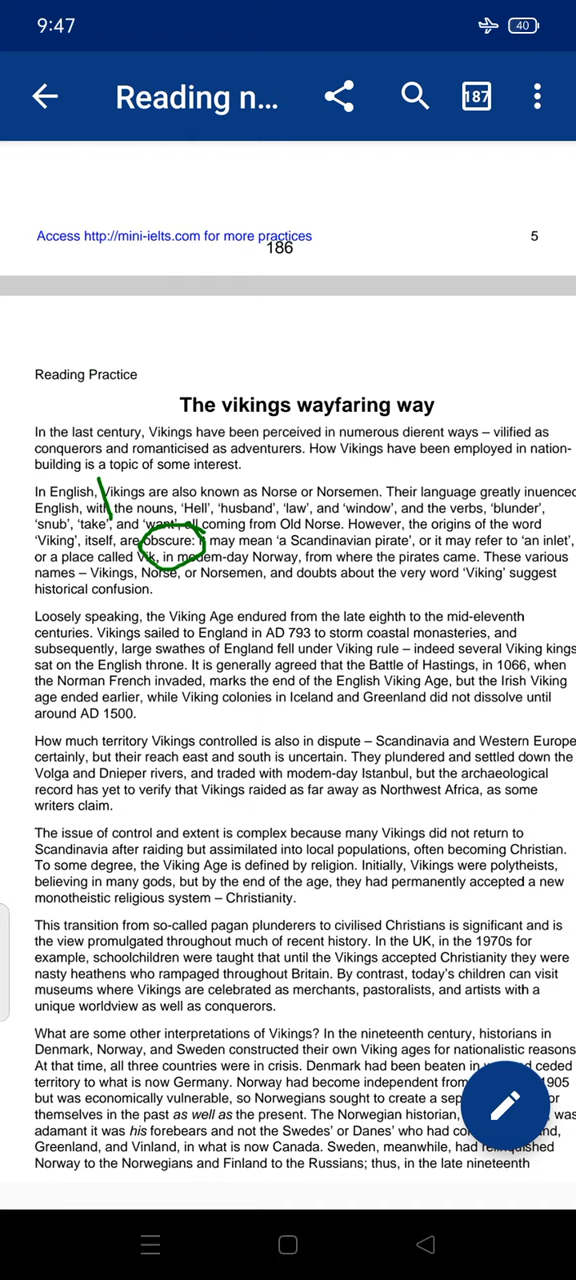 9:47
40
Reading n...
187
Access http://mini-ielts.com for more practices
5
186
Reading Practice
The vikings wayfaring way
In the last century, Vikings have been perceived in numerous dierent ways – vilified as
conquerors and romanticised as adventurers. How Vikings have been employed in nation-
building is a topic of some interest.
In English, Vikings are also known as Norse or Norsemen. Their language greatly inuenced
English, with the nouns, ‘Hell’, ‘husband’, ‘law’, and ‘window’, and the verbs, ‘blunder’,
‘snub’, ‘take’, and ‘want’, all coming from Old Norse. However, the origins of the word
‘Viking’, itself, are obscure: it may mean ‘a Scandinavian pirate’, or it may refer to ‘an inlet’,
or a place called Vik, in modem-day Norway, from where the pirates came. These various
names – Vikings, Norse, or Norsemen, and doubts about the very word ‘Viking’ suggest
historical confusion.
Loosely speaking, the Viking Age endured from the late eighth to the mid-eleventh
centuries. Vikings sailed to England in AD 793 to storm coastal monasteries, and
subsequently, large swathes of England fell under Viking rule – indeed several Viking kings
sat on the English throne. It is generally agreed that the Battle of Hastings, in 1066, when
the Norman French invaded, marks the end of the English Viking Age, but the Irish Viking
age ended earlier, while Viking colonies in Iceland and Greenland did not dissolve until
around AD 1500.
How much territory Vikings controlled is also in dispute – Scandinavia and Western Europe
certainly, but their reach east and south is uncertain. They plundered and settled down the
Volga and Dnieper rivers, and traded with modem-day Istanbul, but the archaeological
record has yet to verify that Vikings raided as far away as Northwest Africa, as some
writers claim.
The issue of control and extent is complex because many Vikings did not return to
Scandinavia after raiding but assimilated into local populations, often becoming Christian.
To some degree, the Viking Age is defined by religion. Initially, Vikings were polytheists,
believing in many gods, but by the end of the age, they had permanently accepted a new
monotheistic religious system – Christianity.
This transition from so-called pagan plunderers to civilised Christians is significant and is
the view promulgated throughout much of recent history. In the UK, in the 1970s for
example, schoolchildren were taught that until the Vikings accepted Christianity they were
nasty heathens who rampaged throughout Britain. By contrast, today’s children can visit
museums where Vikings are celebrated as merchants, pastoralists, and artists with a
unique worldview as well as conquerors.
What are some other interpretations of Vikings? In the nineteenth century, historians in
Denmark, Norway, and Sweden constructed their own Viking ages for nationalistic reasons
At that time, all three countries were in crisis. Denmark had been beaten in ceded
territory to what is now Germany. Norway had become independent from 1905
but was economically vulnerable, so Norwegians sought to create a or
themselves in the past as well as the present. The Norwegian historian, was
adamant it was his forebears and not the Swedes’ or Danes’ who had
Greenland, and Vinland, in what is now Canada. Sweden, meanwhile, had relinquished
Norway to the Norwegians and Finland to the Russians; thus, in the late nineteenth